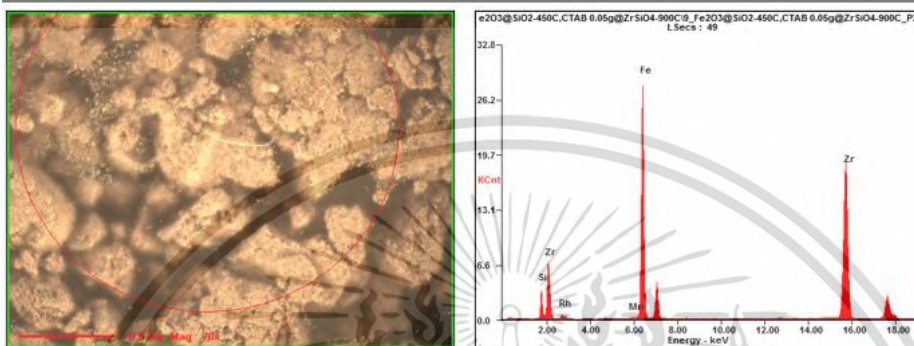 e2O3@SiO2-450C,CTAB 0.05g@ZrSiO4-900C\9_Fe2O3@SiO2-450C,CTAB 0.05g@ZrSiO4-900C_P
LSecs : 49
32.8
Fe
26.2
19.7
Zr
KCnt
13.1
6.6
Zr
Si
Rh
Mn
0.0
2.00 4.00 6.00 8.00 10.00 12.00 14.00 16.00 18.00
Energy - keV